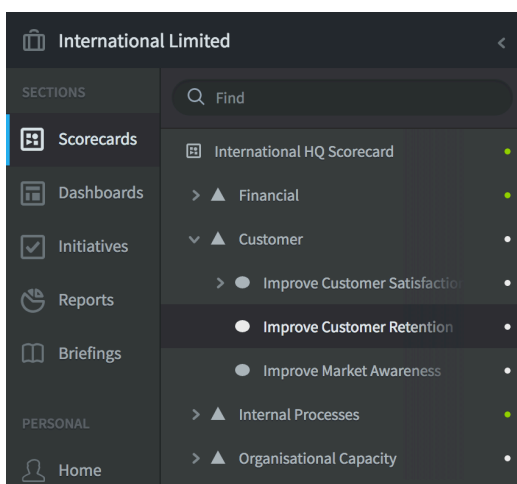 International Limited
SECTIONS
Scorecards
Dashboards
Initiatives
Reports
Briefings
PERSONAL
Home
Find
International HQ Scorecard
Financial
Customer
Improve Customer Satisfactio
Improve Customer Retention
Improve Market Awareness
Internal Processes
Organisational Capacity